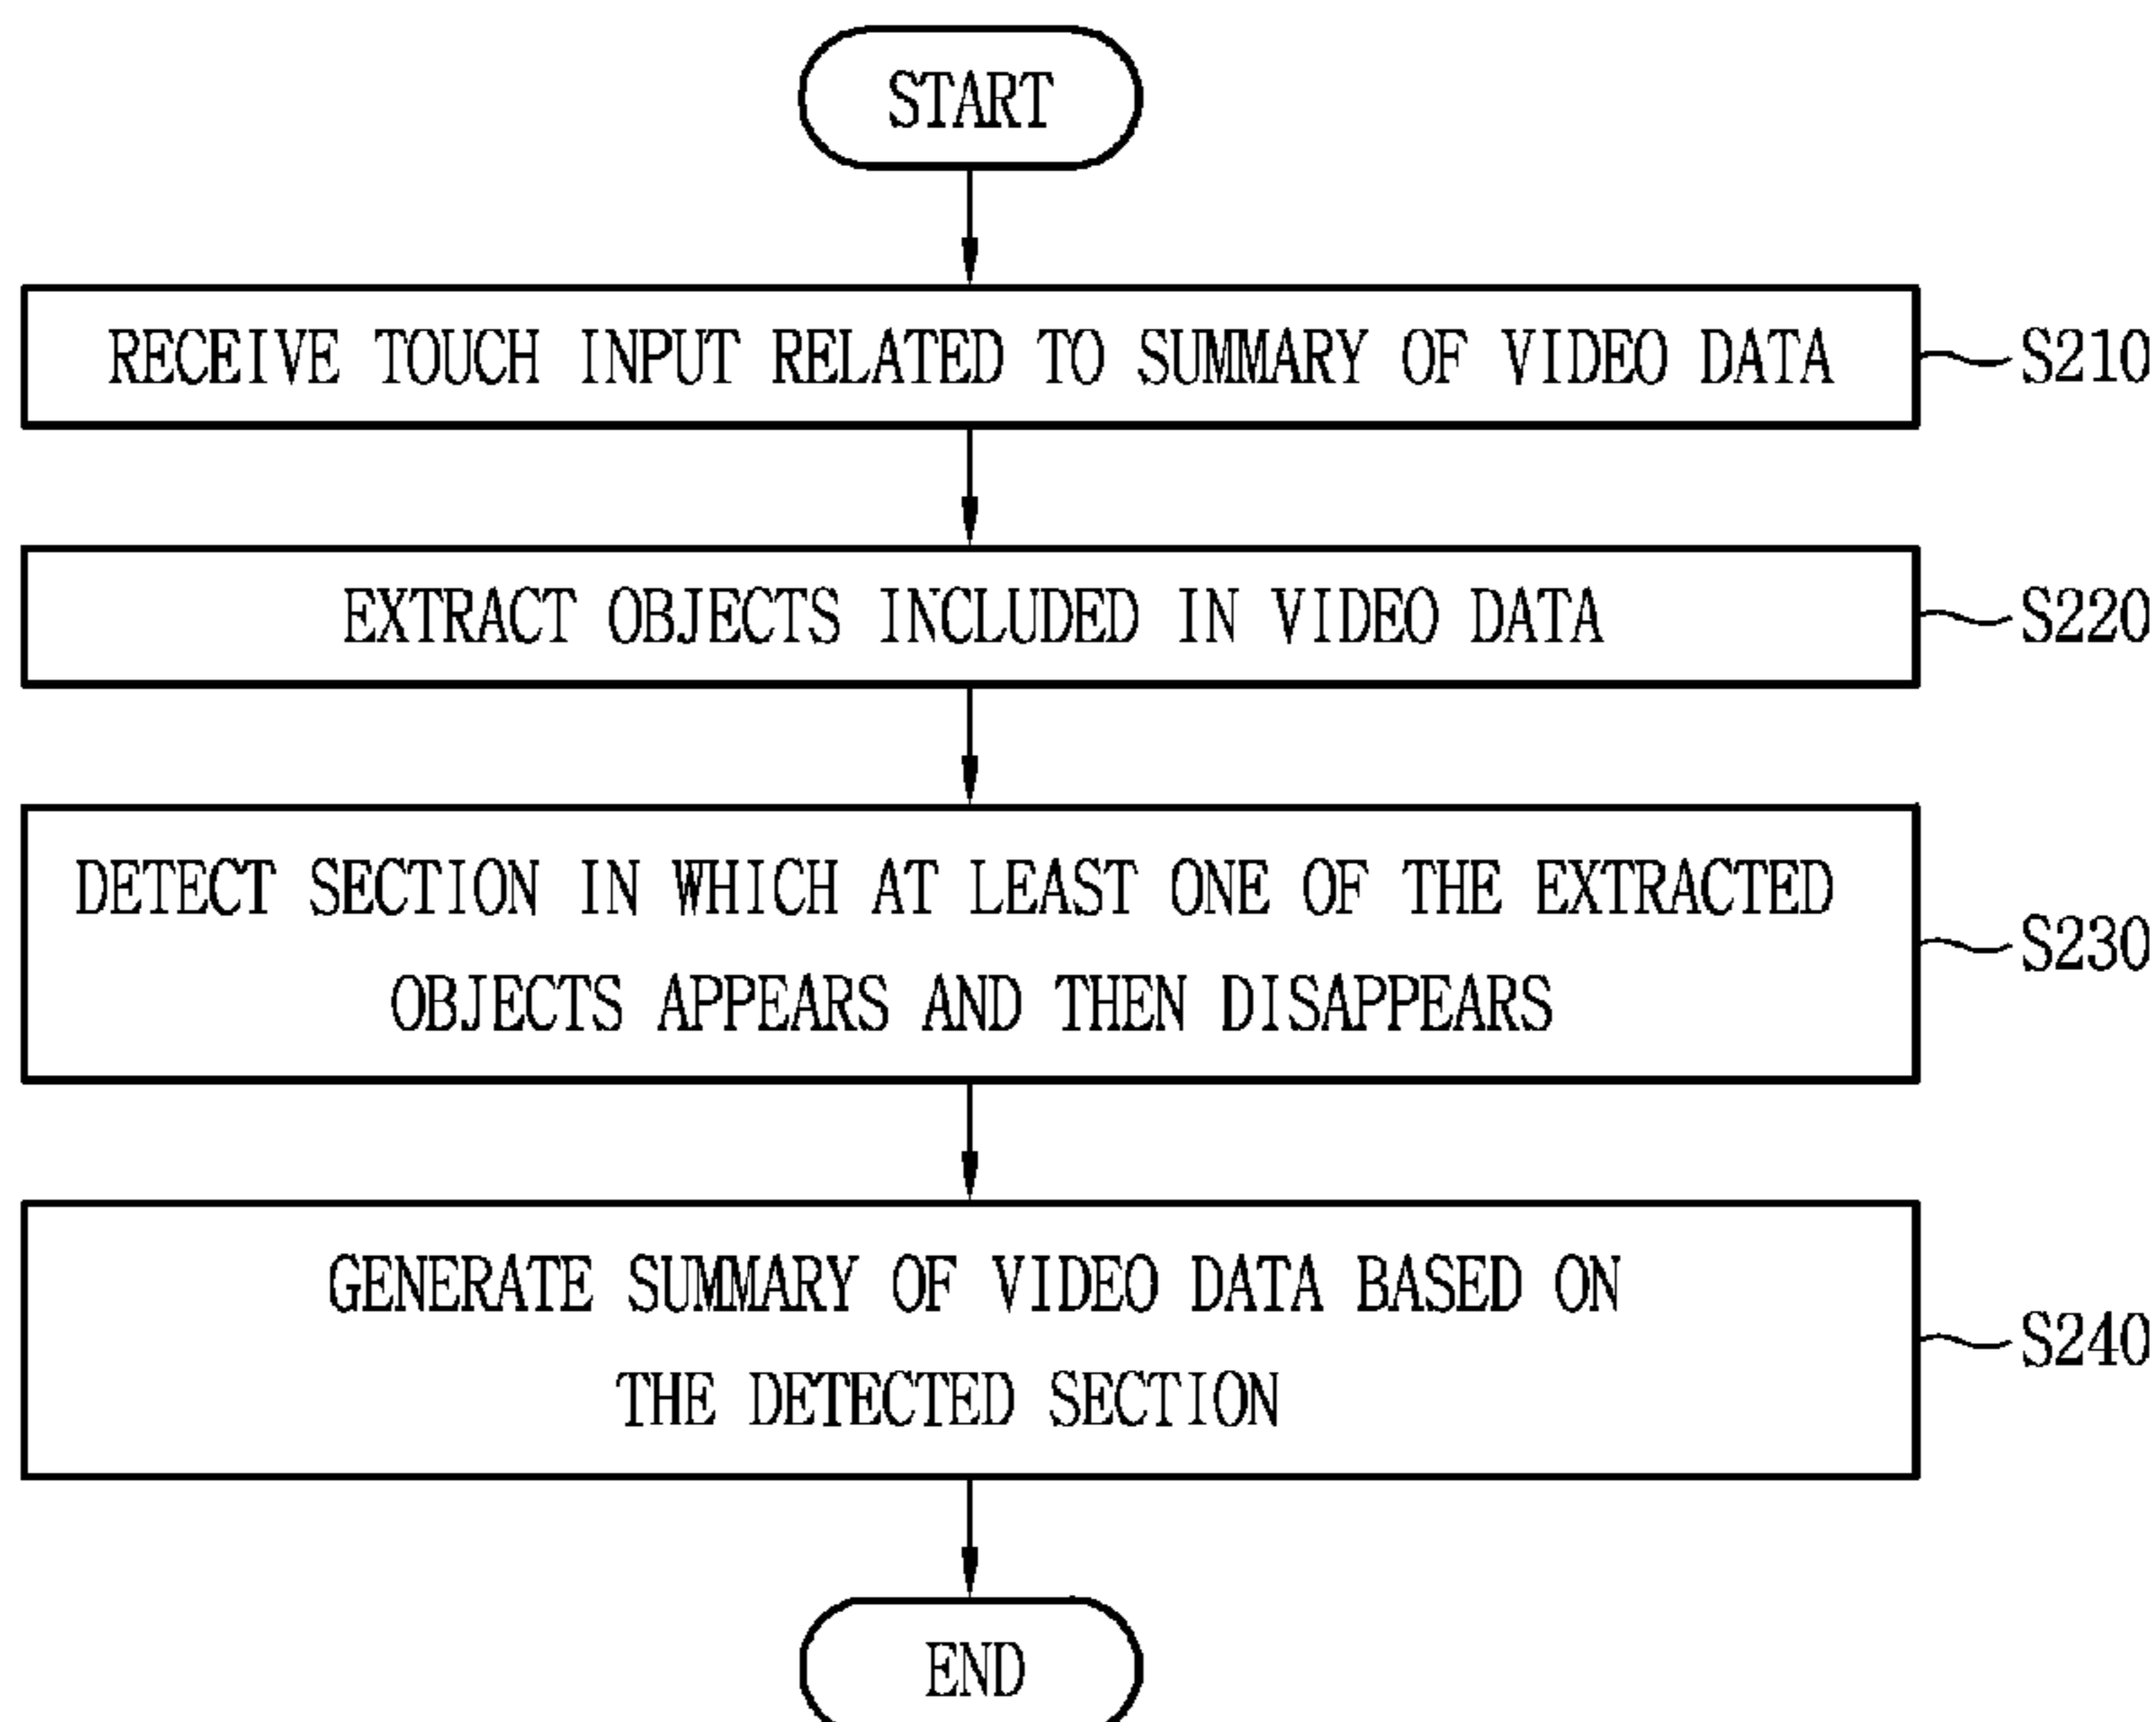 START
RECEIVE TOUCH INPUT RELATED TO SUMMARY OF VIDEO DATA
S210
EXTRACT OBJECTS INCLUDED IN VIDEO DATA
S220
DETECT SECTION IN WHICH AT LEAST ONE OF THE EXTRACTED
OBJECTS APPEARS AND THEN DISAPPEARS
S230
GENERATE SUMMARY OF VIDEO DATA BASED ON
THE DETECTED SECTION
S240
END